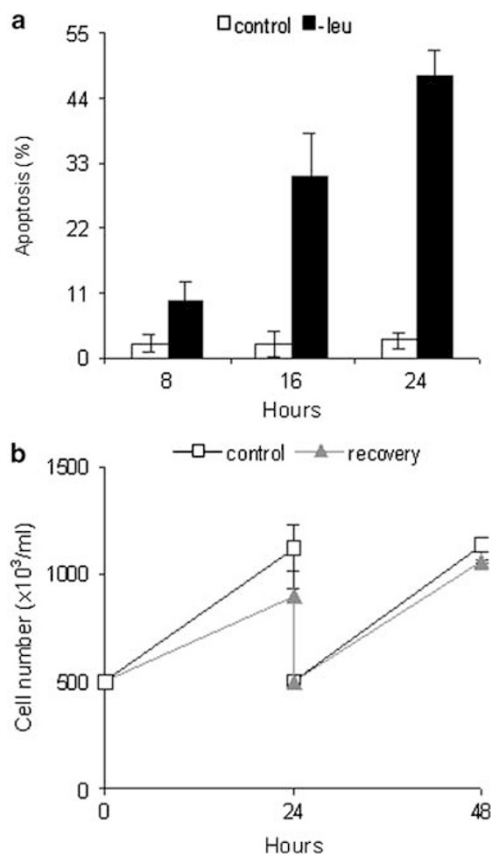 a
control -leu
55
44
33
22
11
0
Apoptosis (%)
8 16 24
Hours
b
control recovery
1500
1000
500
0
Cell number (×10³/ml)
0 24 48
Hours